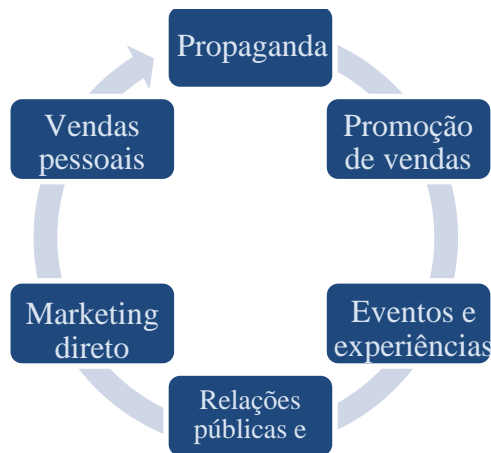 Propaganda
Promoção
de vendas
Eventos e
experiências
Relações
públicas e
Marketing
direto
Vendas
pessoais